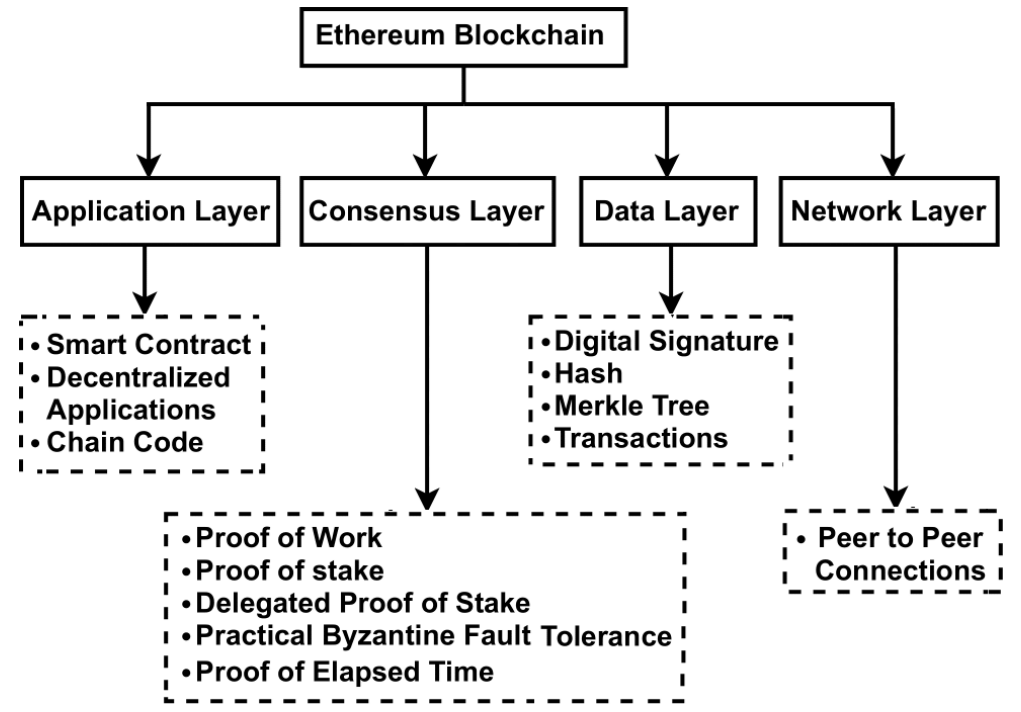 Ethereum Blockchain
Application Layer
Consensus Layer
Data Layer
Network Layer
• Smart Contract
• Decentralized
Applications
• Chain Code
• Digital Signature
• Hash
• Merkle Tree
• Transactions
• Proof of Work
• Proof of stake
• Delegated Proof of Stake
• Practical Byzantine Fault Tolerance
• Proof of Elapsed Time
• Peer to Peer
Connections